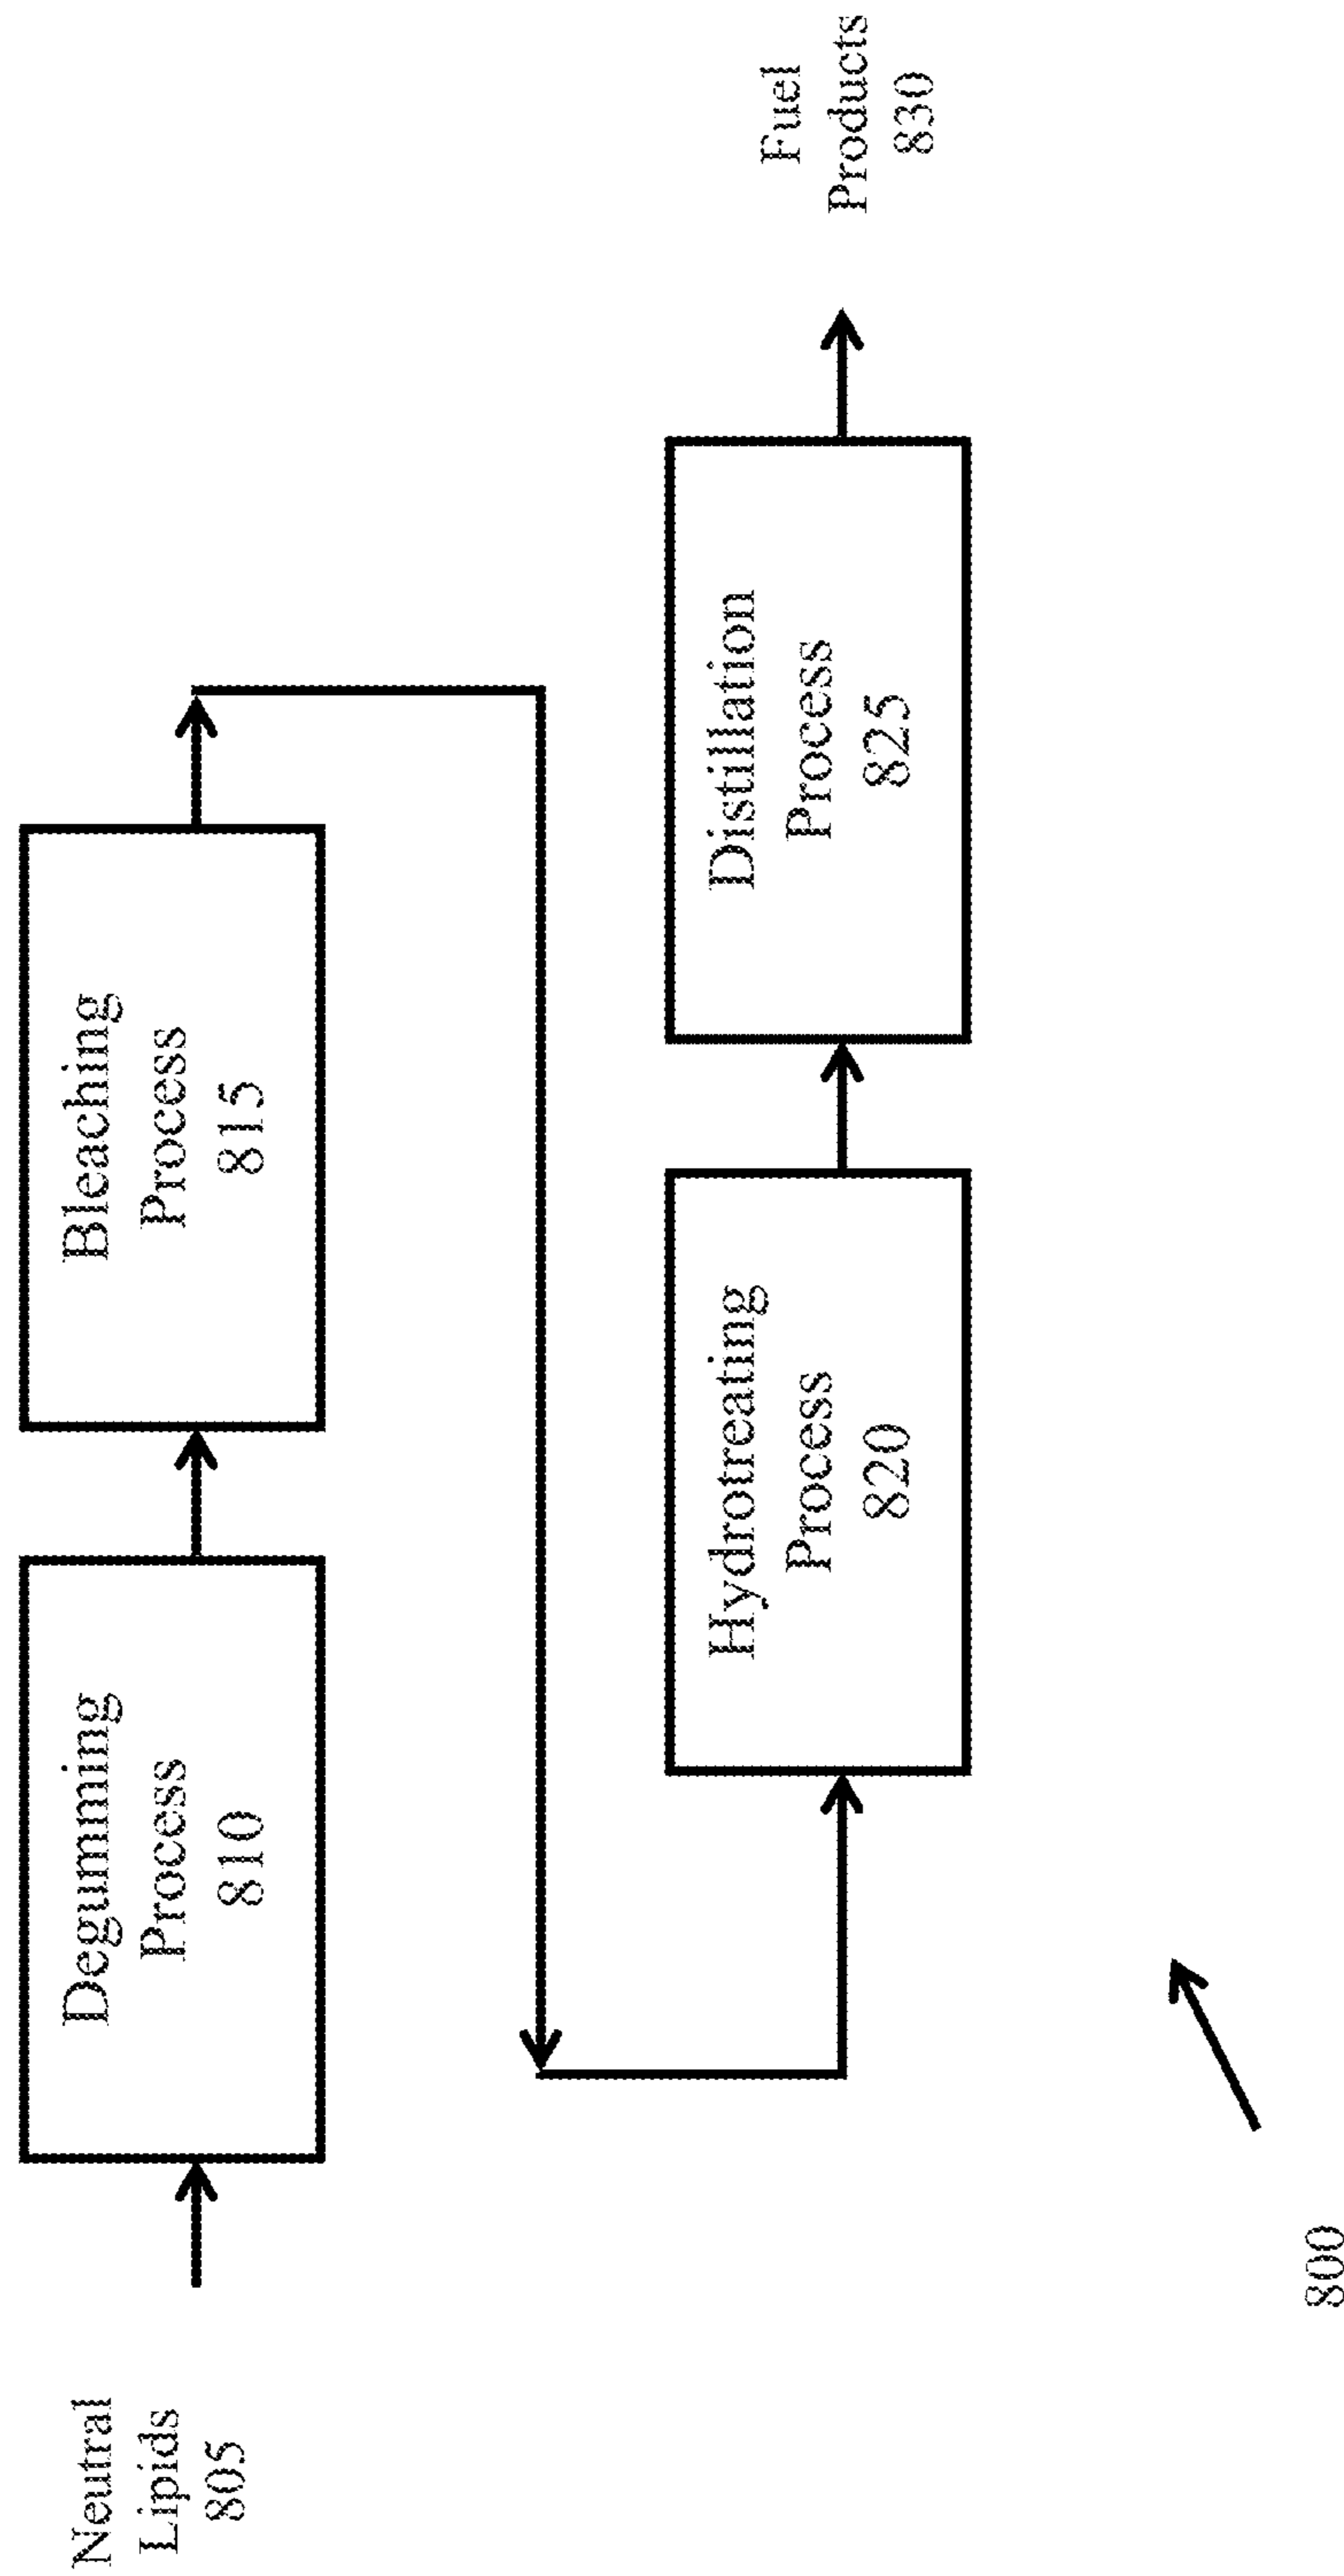 Neutral
Lipids
805
Degumming
Process
810
Bleaching
Process
815
Hydrotreating
Process
820
Distillation
Process
825
Fuel
Products
830
800